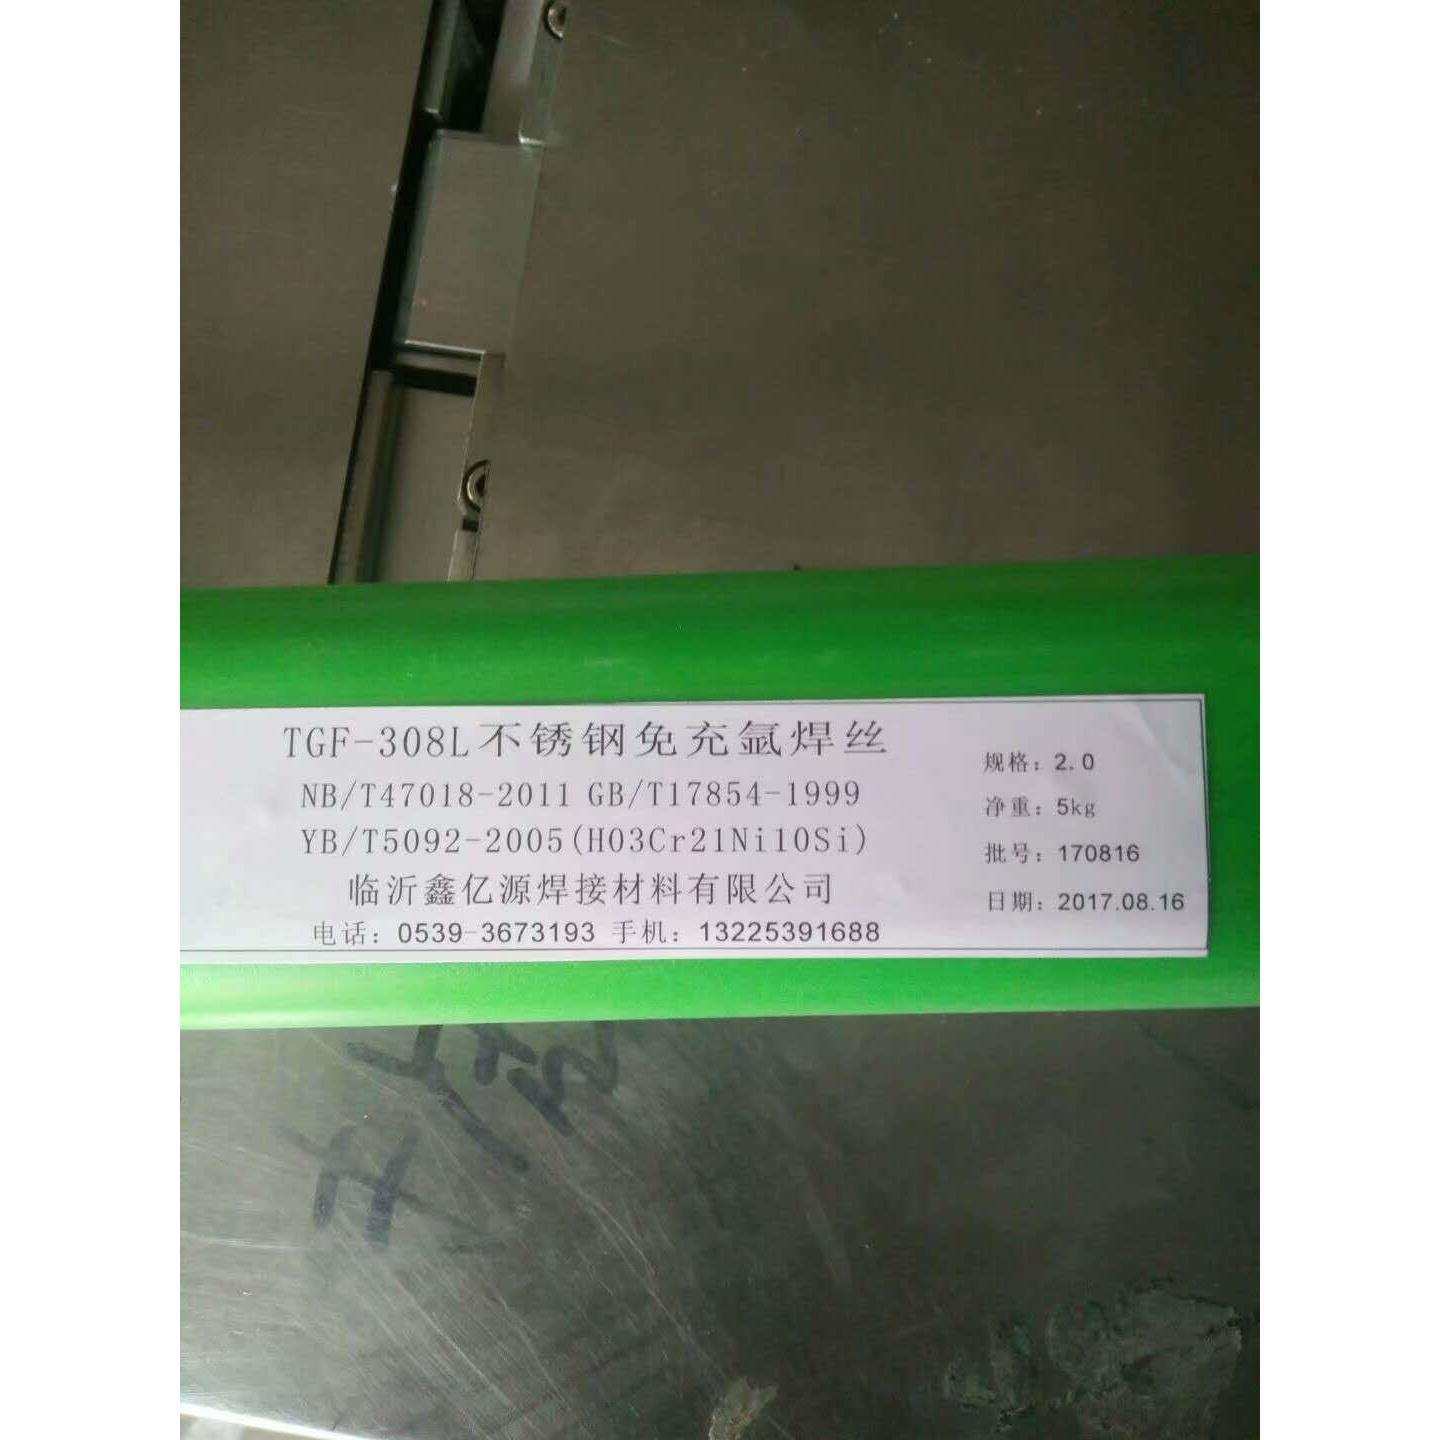 TGF-308L不锈钢免充氩焊丝
NB/T47018-2011 GB/T17854-1999
YB/T5092-2005(H03Cr21Ni10Si)
临沂鑫亿源焊接材料有限公司
电话：0539-3673193 手机：13225391688
规格：2.0
净重：5kg
批号：170816
日期：2017.08.16